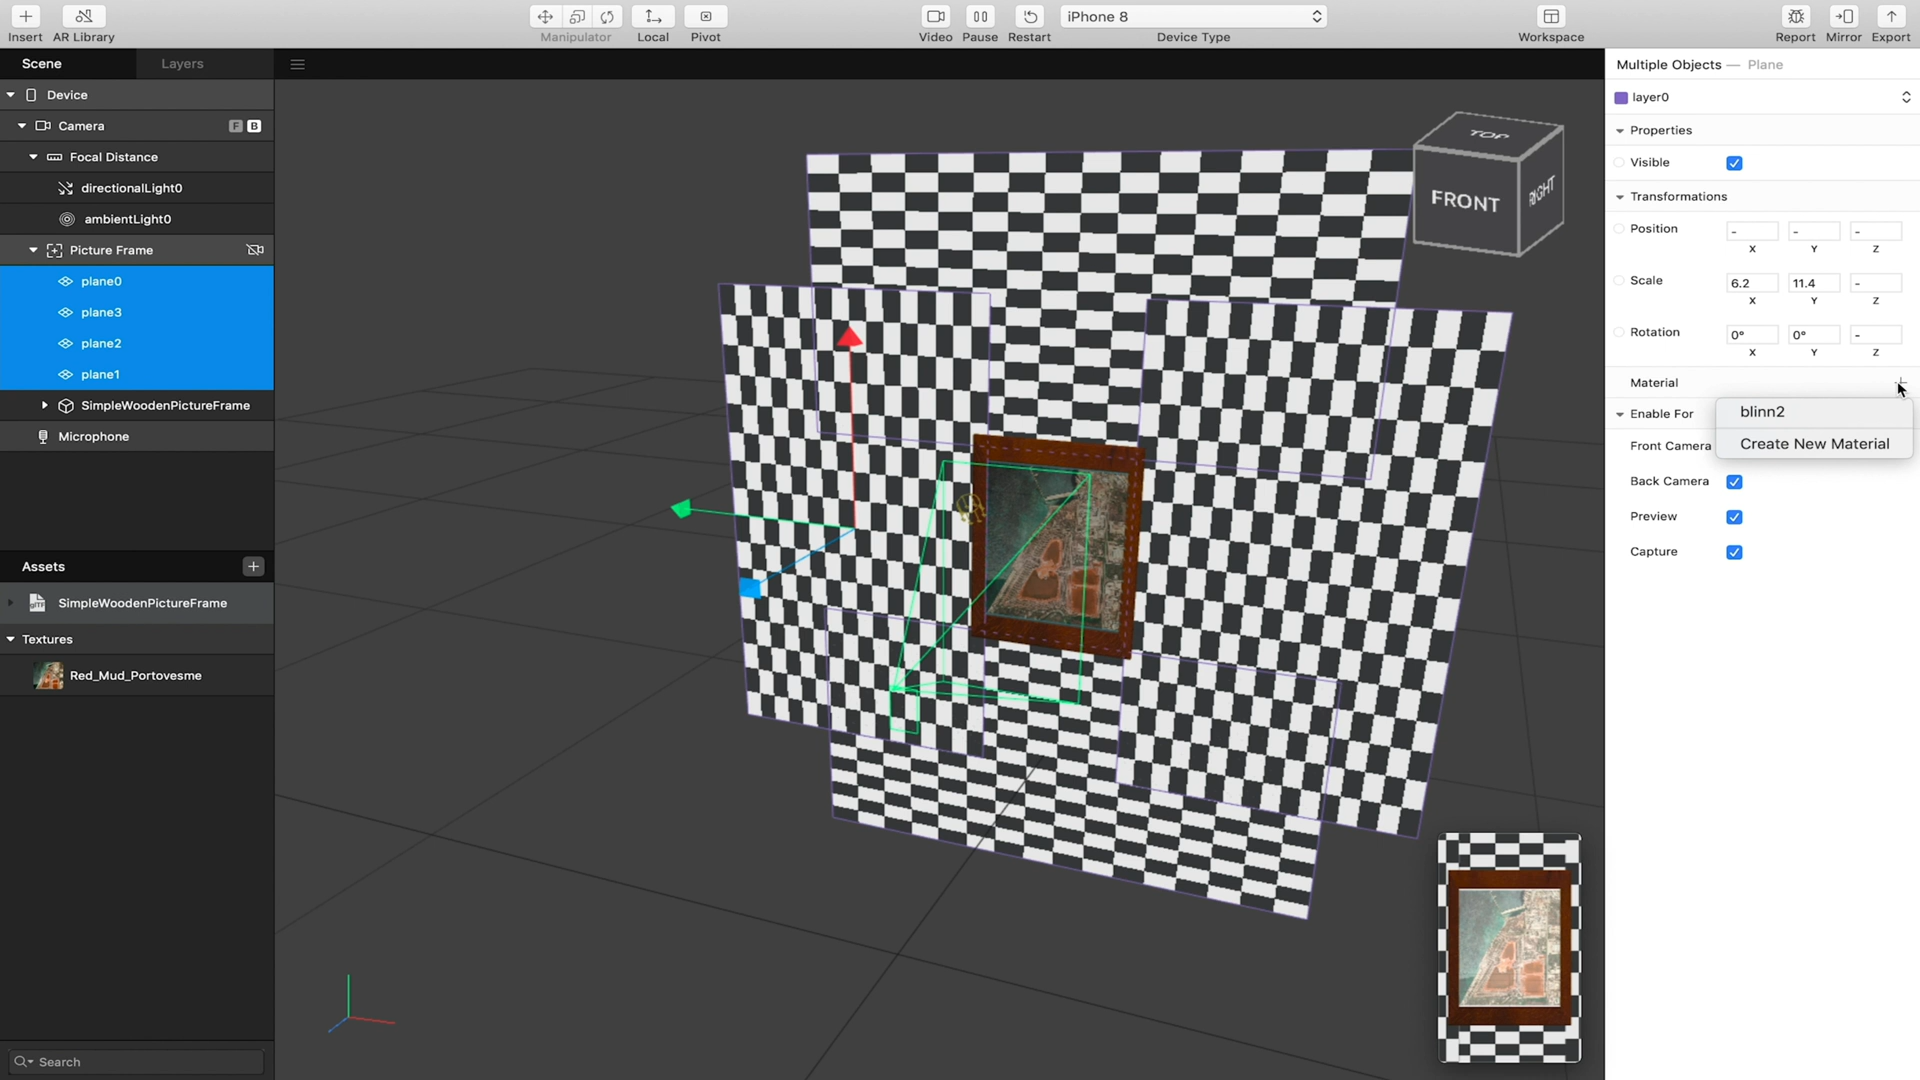 Insert AR Library Manipulator Local Pivot Video Pause Restart iPhone 8 Device Type Workspace Report Mirror Export
Scene Layers
Device
Camera F B
Focal Distance
directionalLight0
ambientLight0
Picture Frame
plane0
plane3
plane2
plane1
SimpleWoodenPictureFrame
Microphone
Assets
glTF SimpleWoodenPictureFrame
Textures
Red_Mud_Portovesme
Search
TOP
FRONT RIGHT
Multiple Objects — Plane
layer0
Properties
Visible
Transformations
Position - - -
X Y Z
Scale 6.2 11.4 -
X Y Z
Rotation 0° 0° -
X Y Z
Material
Enable For
blinn2
Create New Material
Front Camera
Back Camera
Preview
Capture